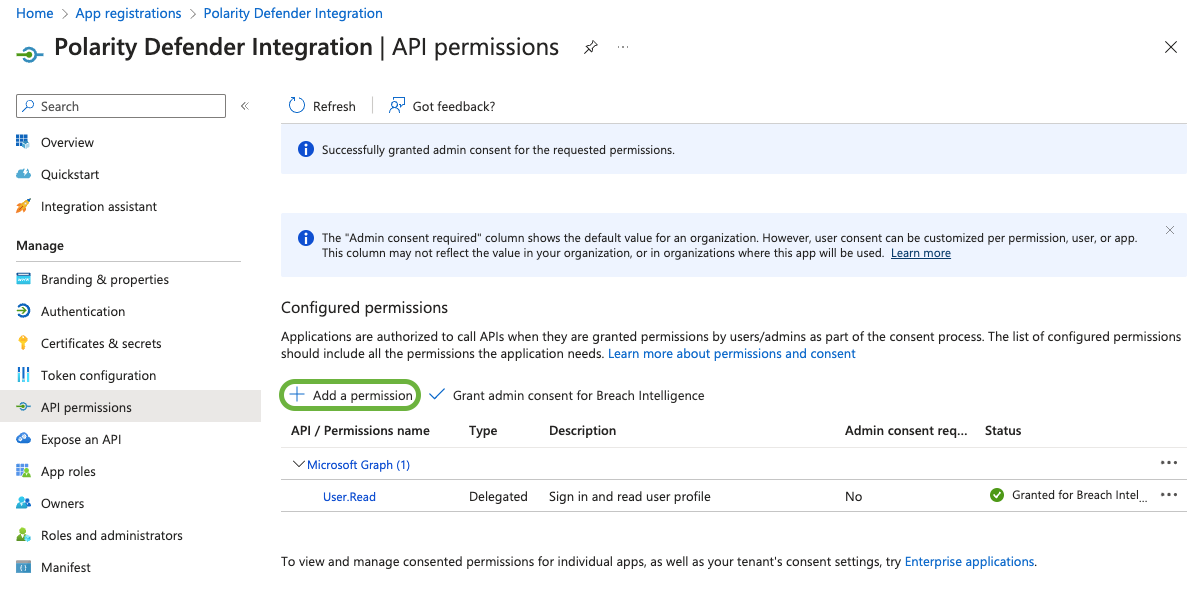 Home > App registrations > Polarity Defender Integration
Polarity Defender Integration | API permissions
Search
Overview
Quickstart
Integration assistant
Manage
Branding & properties
Authentication
Certificates & secrets
Token configuration
API permissions
Expose an API
App roles
Owners
Roles and administrators
Manifest
Refresh
Got feedback?
Successfully granted admin consent for the requested permissions.
The "Admin consent required" column shows the default value for an organization. However, user consent can be customized per permission, user, or app.
This column may not reflect the value in your organization, or in organizations where this app will be used. Learn more
Configured permissions
Applications are authorized to call APIs when they are granted permissions by users/admins as part of the consent process. The list of configured permissions
should include all the permissions the application needs. Learn more about permissions and consent
Add a permission
Grant admin consent for Breach Intelligence
API / Permissions name Type Description Admin consent req... Status
Microsoft Graph (1)
User.Read Delegated Sign in and read user profile No Granted for Breach Intel...
To view and manage consented permissions for individual apps, as well as your tenant's consent settings, try Enterprise applications.